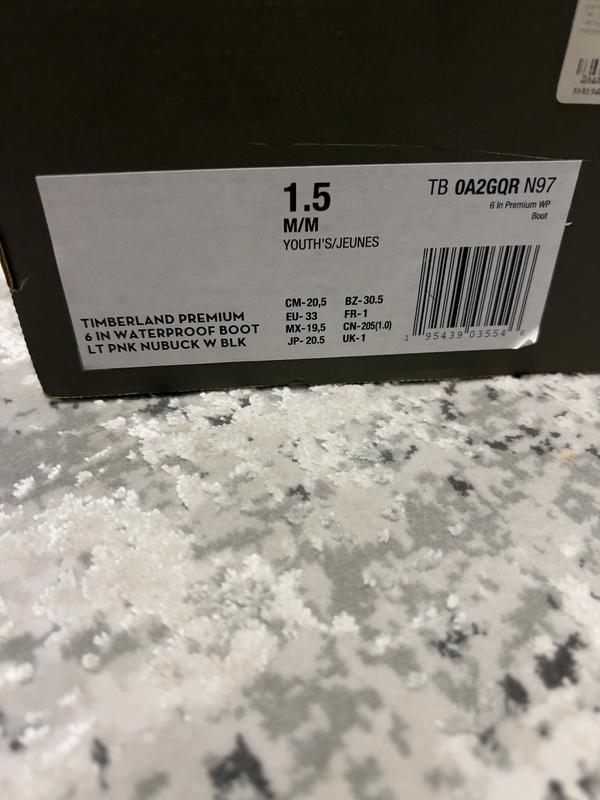 1.5
M/M
YOUTH'S/JEUNES
TB 0A2GQR N97
6 In Premium WP
Boot
TIMBERLAND PREMIUM
6 IN WATERPROOF BOOT
LT PNK NUBUCK W BLK
CM-20,5 BZ-30.5
EU-33 FR-1
MX-19,5 CN-205(1.0)
JP-20.5 UK-1
1 95439 03554 6